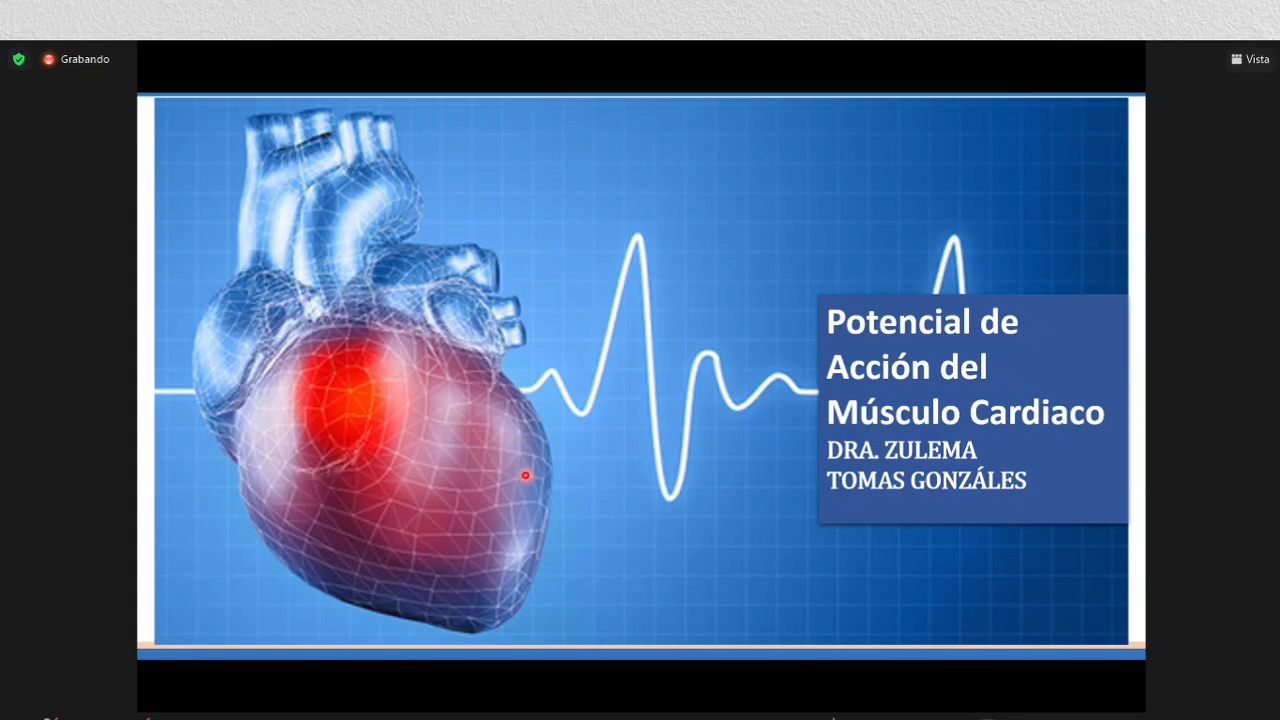 Grabando
Vista
Potencial de
Acción del
Músculo Cardiaco
DRA. ZULEMA
TOMAS GONZÁLES